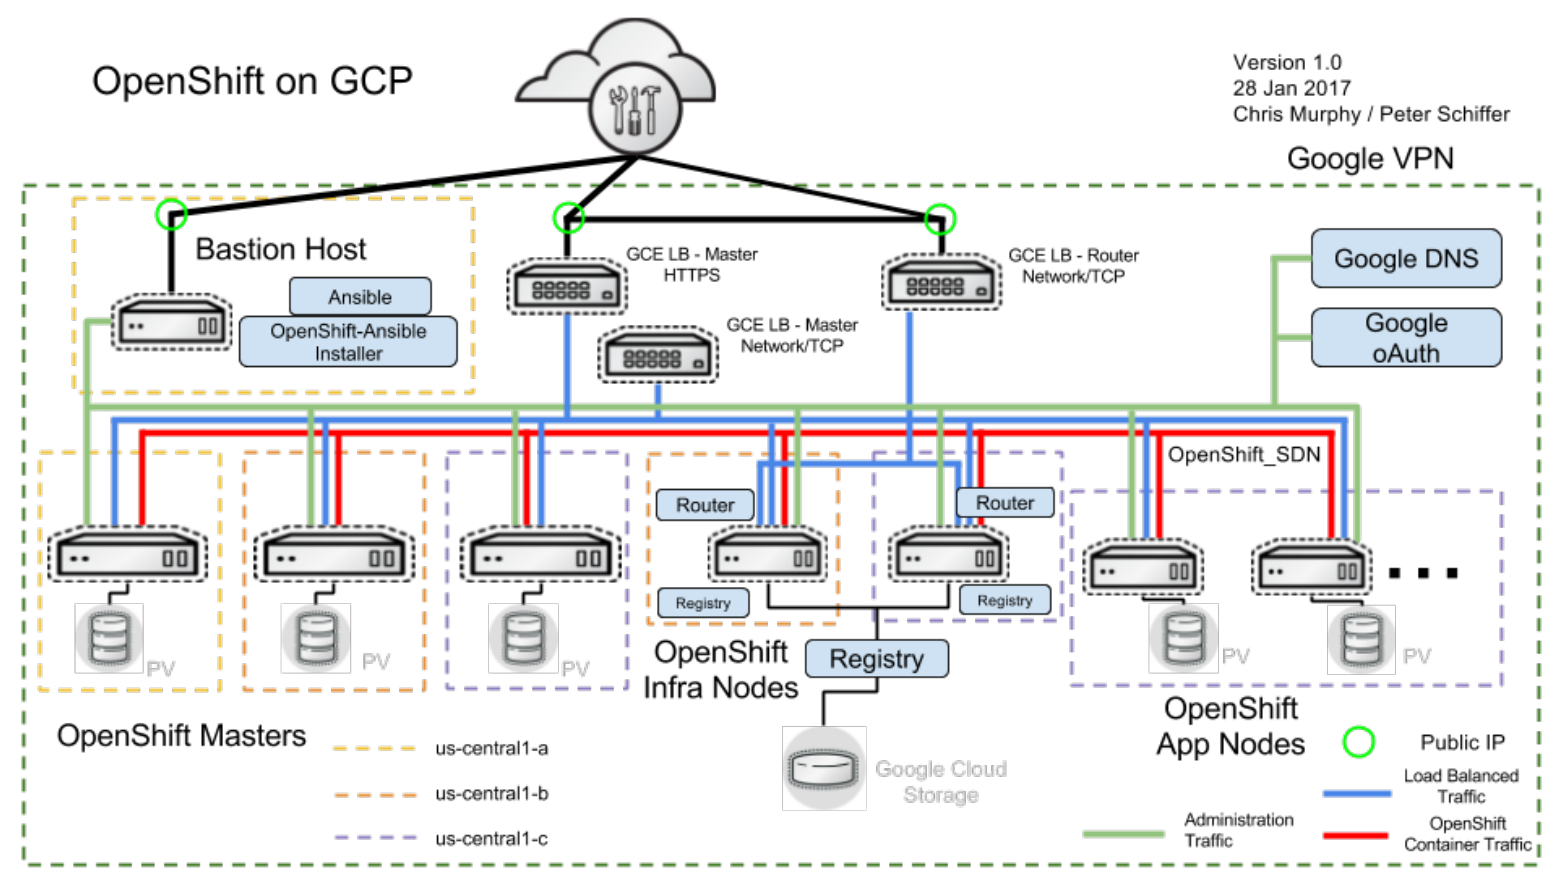 OpenShift on GCP
Version 1.0
28 Jan 2017
Chris Murphy / Peter Schiffer
Google VPN
Bastion Host
Ansible
OpenShift-Ansible
Installer
GCE LB - Master
HTTPS
GCE LB - Master
Network/TCP
GCE LB - Router
Network/TCP
Google DNS
Google
oAuth
OpenShift_SDN
Router
Router
Registry
Registry
PV
PV
PV
PV
PV
OpenShift
Infra Nodes
Registry
OpenShift Masters
OpenShift
App Nodes
Google Cloud
Storage
us-central1-a
us-central1-b
us-central1-c
Public IP
Load Balanced
Traffic
Administration
Traffic
OpenShift
Container Traffic